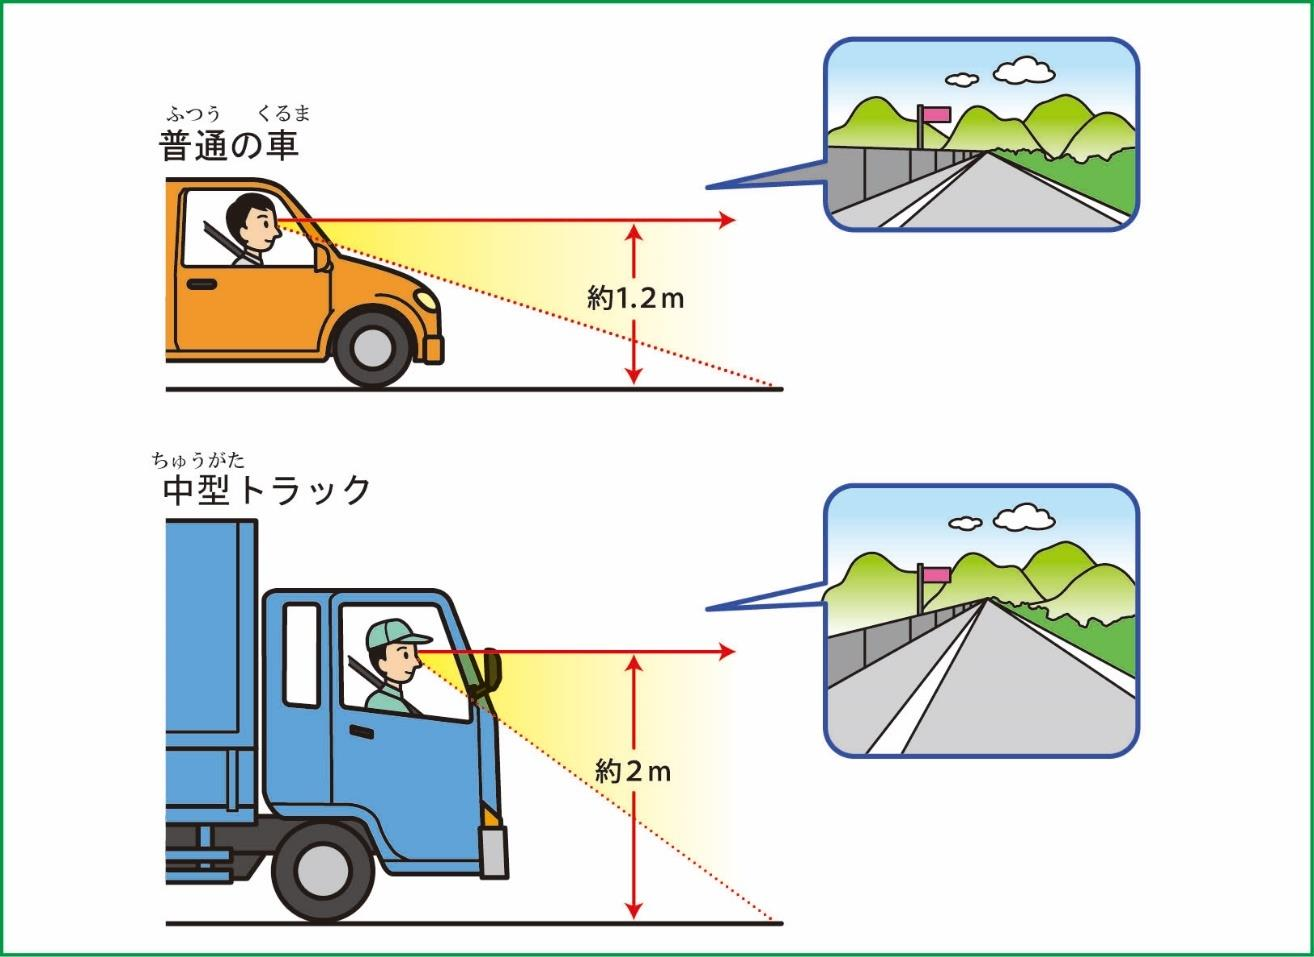 ふつう くるま
普通の車
約1.2m
ちゅうがた
中型トラック
約2m